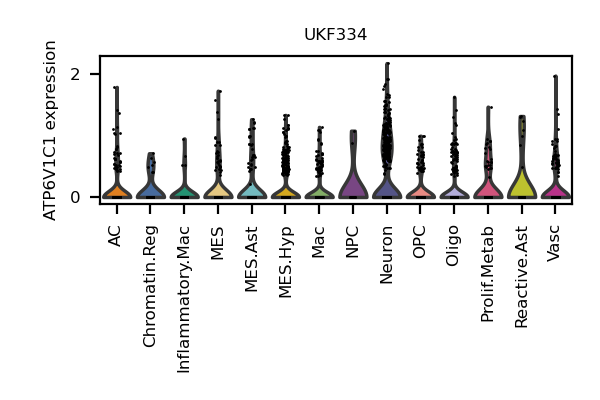 UKF334
ATP6V1C1 expression
2
0
AC
Chromatin.Reg
Inflammatory.Mac
MES
MES.Ast
MES.Hyp
Mac
NPC
Neuron
OPC
Oligo
Prolif.Metab
Reactive.Ast
Vasc